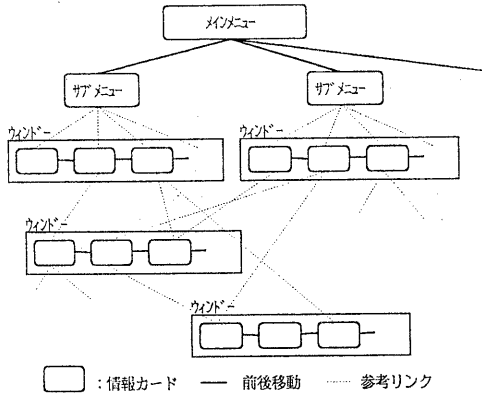 メインメニュー
サブメニュー
サブメニュー
ウィンドー
ウィンドー
ウィンドー
ウィンドー
:情報カード
前後移動
参考リンク